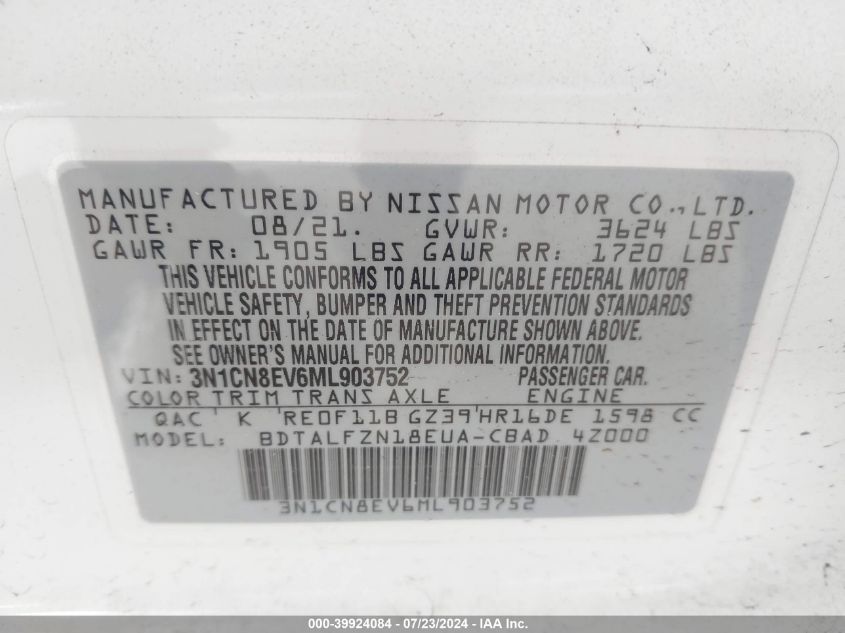 MANUFACTURED BY NISSAN MOTOR CO., LTD.
DATE: 08/21. GVWR: 3624 LBS
GAWR FR: 1905 LBS GAWR RR: 1720 LBS
THIS VEHICLE CONFORMS TO ALL APPLICABLE FEDERAL MOTOR
VEHICLE SAFETY, BUMPER AND THEFT PREVENTION STANDARDS
IN EFFECT ON THE DATE OF MANUFACTURE SHOWN ABOVE.
SEE OWNER'S MANUAL FOR ADDITIONAL INFORMATION.
VIN: 3N1CN8EV6ML903752 PASSENGER CAR.
COLOR TRIM TRANS AXLE ENGINE
QAC K RE0F11B GZ39 HR16DE 1598 CC
MODEL: BDTALFZN18EUA-CBAD 4Z000
3N1CN8EV6ML903752
000-39924084 - 07/23/2024 - IAA Inc.